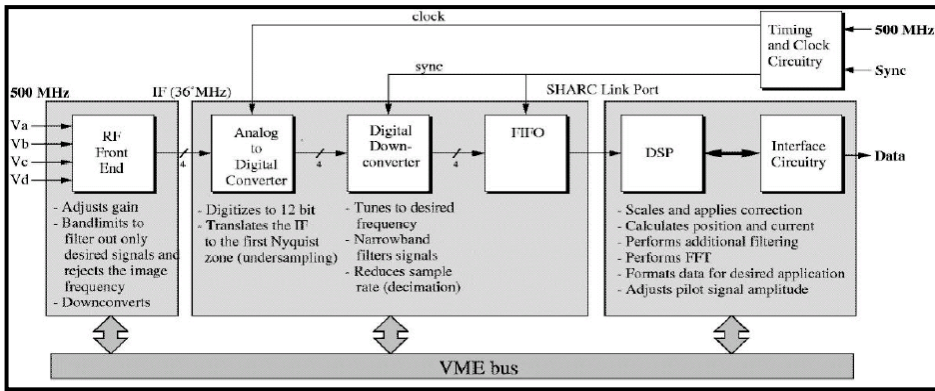 clock
Timing
and Clock
Circuitry
500 MHz
Sync
sync
500 MHz
IF (36˚MHz)
SHARC Link Port
Va
Vb
Vc
Vd
RF
Front
End
4
Analog
to
Digital
Converter
4
Digital
Down-
converter
4
FIFO
DSP
Interface
Circuitry
Data
- Adjusts gain
- Bandlimits to
filter out only
desired signals and
rejects the image
frequency
- Downconverts
- Digitizes to 12 bit
- Translates the IF
to the first Nyquist
zone (undersampling)
- Tunes to desired
frequency
- Narrowband
filters signals
- Reduces sample
rate (decimation)
- Scales and applies correction
- Calculates position and current
- Performs additional filtering
- Performs FFT
- Formats data for desired application
- Adjusts pilot signal amplitude
VME bus